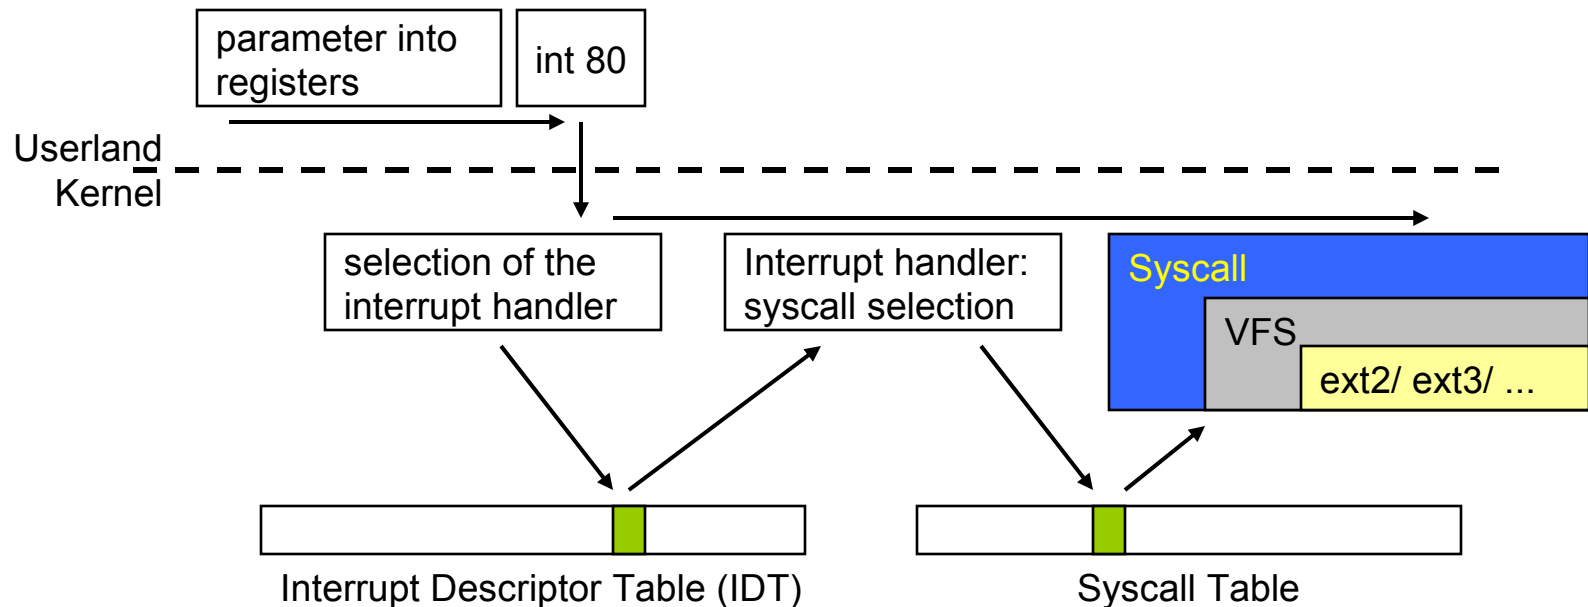 parameter into
registers
int 80
Userland
Kernel
selection of the
interrupt handler
Interrupt handler:
syscall selection
Syscall
VFS
ext2/ ext3/ ...
Interrupt Descriptor Table (IDT)
Syscall Table